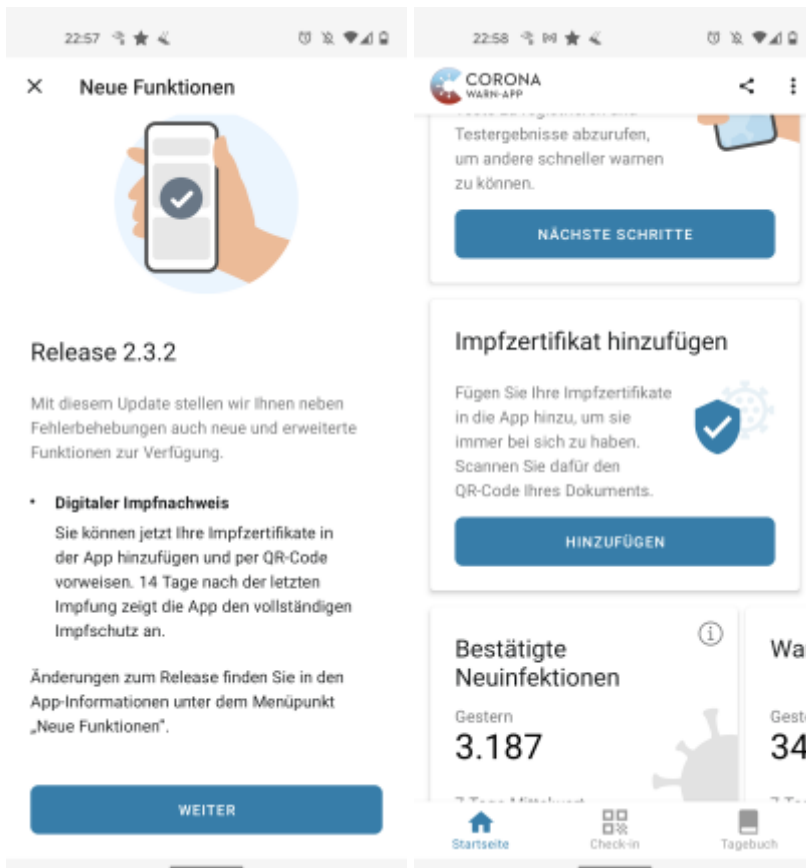 22:57
Neue Funktionen
Release 2.3.2
Mit diesem Update stellen wir Ihnen neben
Fehlerbehebungen auch neue und erweiterte
Funktionen zur Verfügung.
• Digitaler Impfnachweis
Sie können jetzt Ihre Impfzertifikate in
der App hinzufügen und per QR-Code
vorweisen. 14 Tage nach der letzten
Impfung zeigt die App den vollständigen
Impfschutz an.
Änderungen zum Release finden Sie in den
App-Informationen unter dem Menüpunkt
„Neue Funktionen".
WEITER
22:58
CORONA
WARN-APP
Testergebnisse abzurufen,
um andere schneller warnen
zu können.
NÄCHSTE SCHRITTE
Impfzertifikat hinzufügen
Fügen Sie Ihre Impfzertifikate
in die App hinzu, um sie
immer bei sich zu haben.
Scannen Sie dafür den
QR-Code Ihres Dokuments.
HINZUFÜGEN
Bestätigte
Neuinfektionen
Gestern
3.187
Wa
Gest
34
Startseite
Check-in
Tagebuch